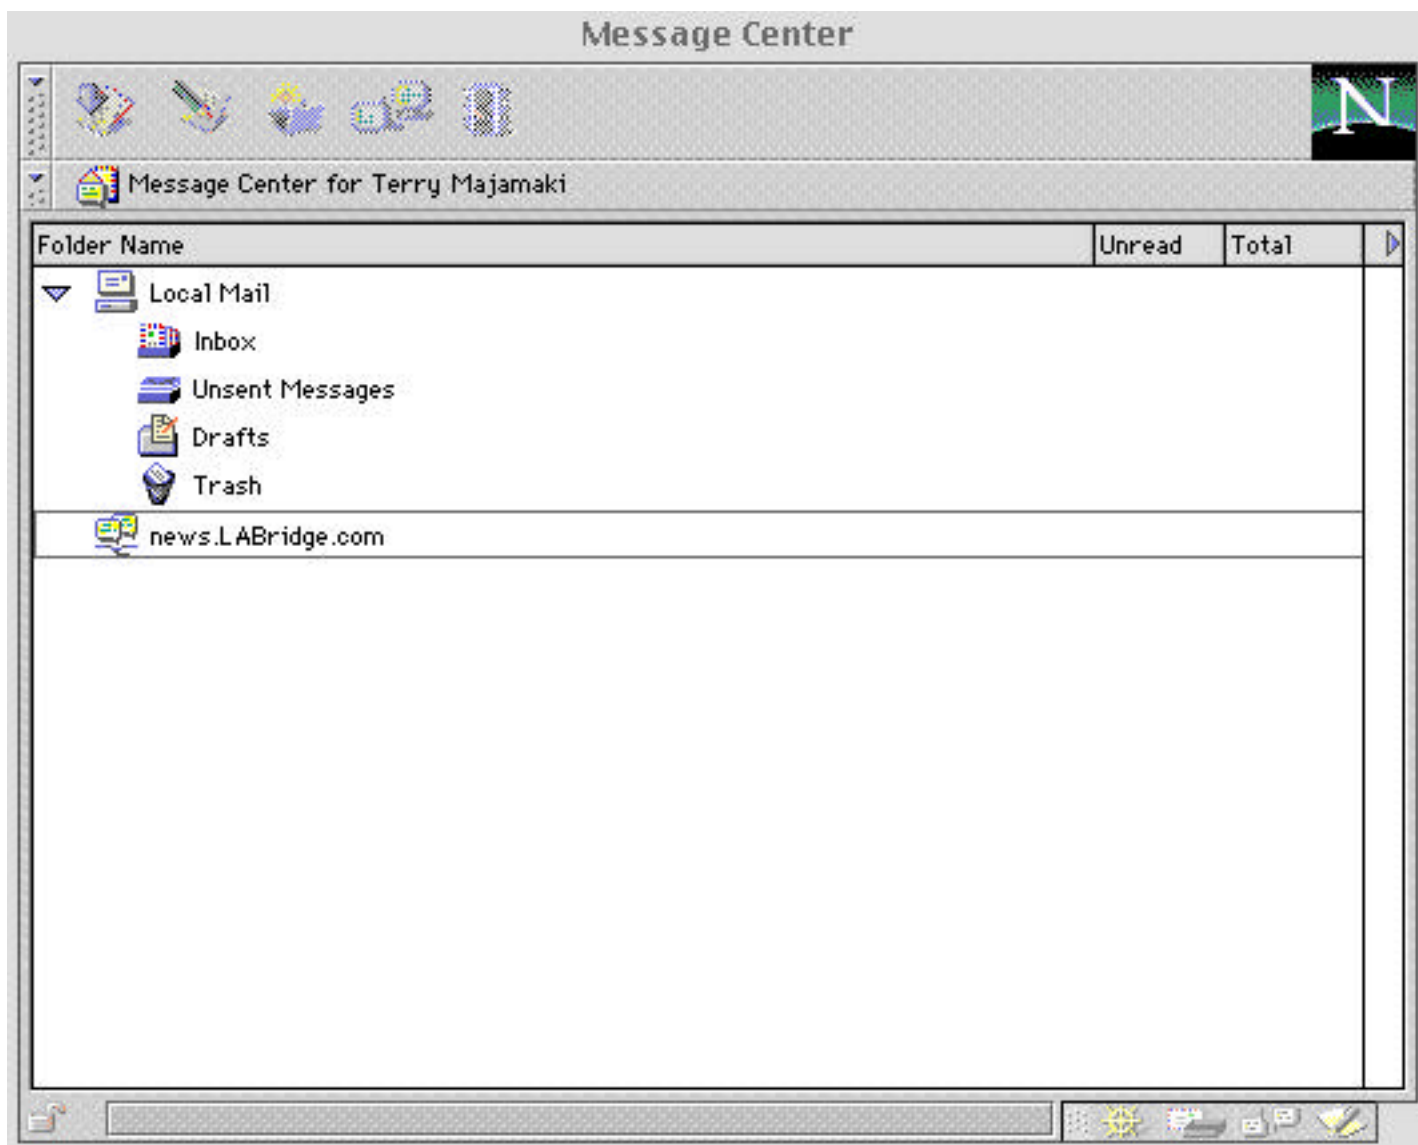 Message Center
N
Message Center for Terry Majamaki
Folder Name Unread Total
Local Mail
Inbox
Unsent Messages
Drafts
Trash
news.LABridge.com